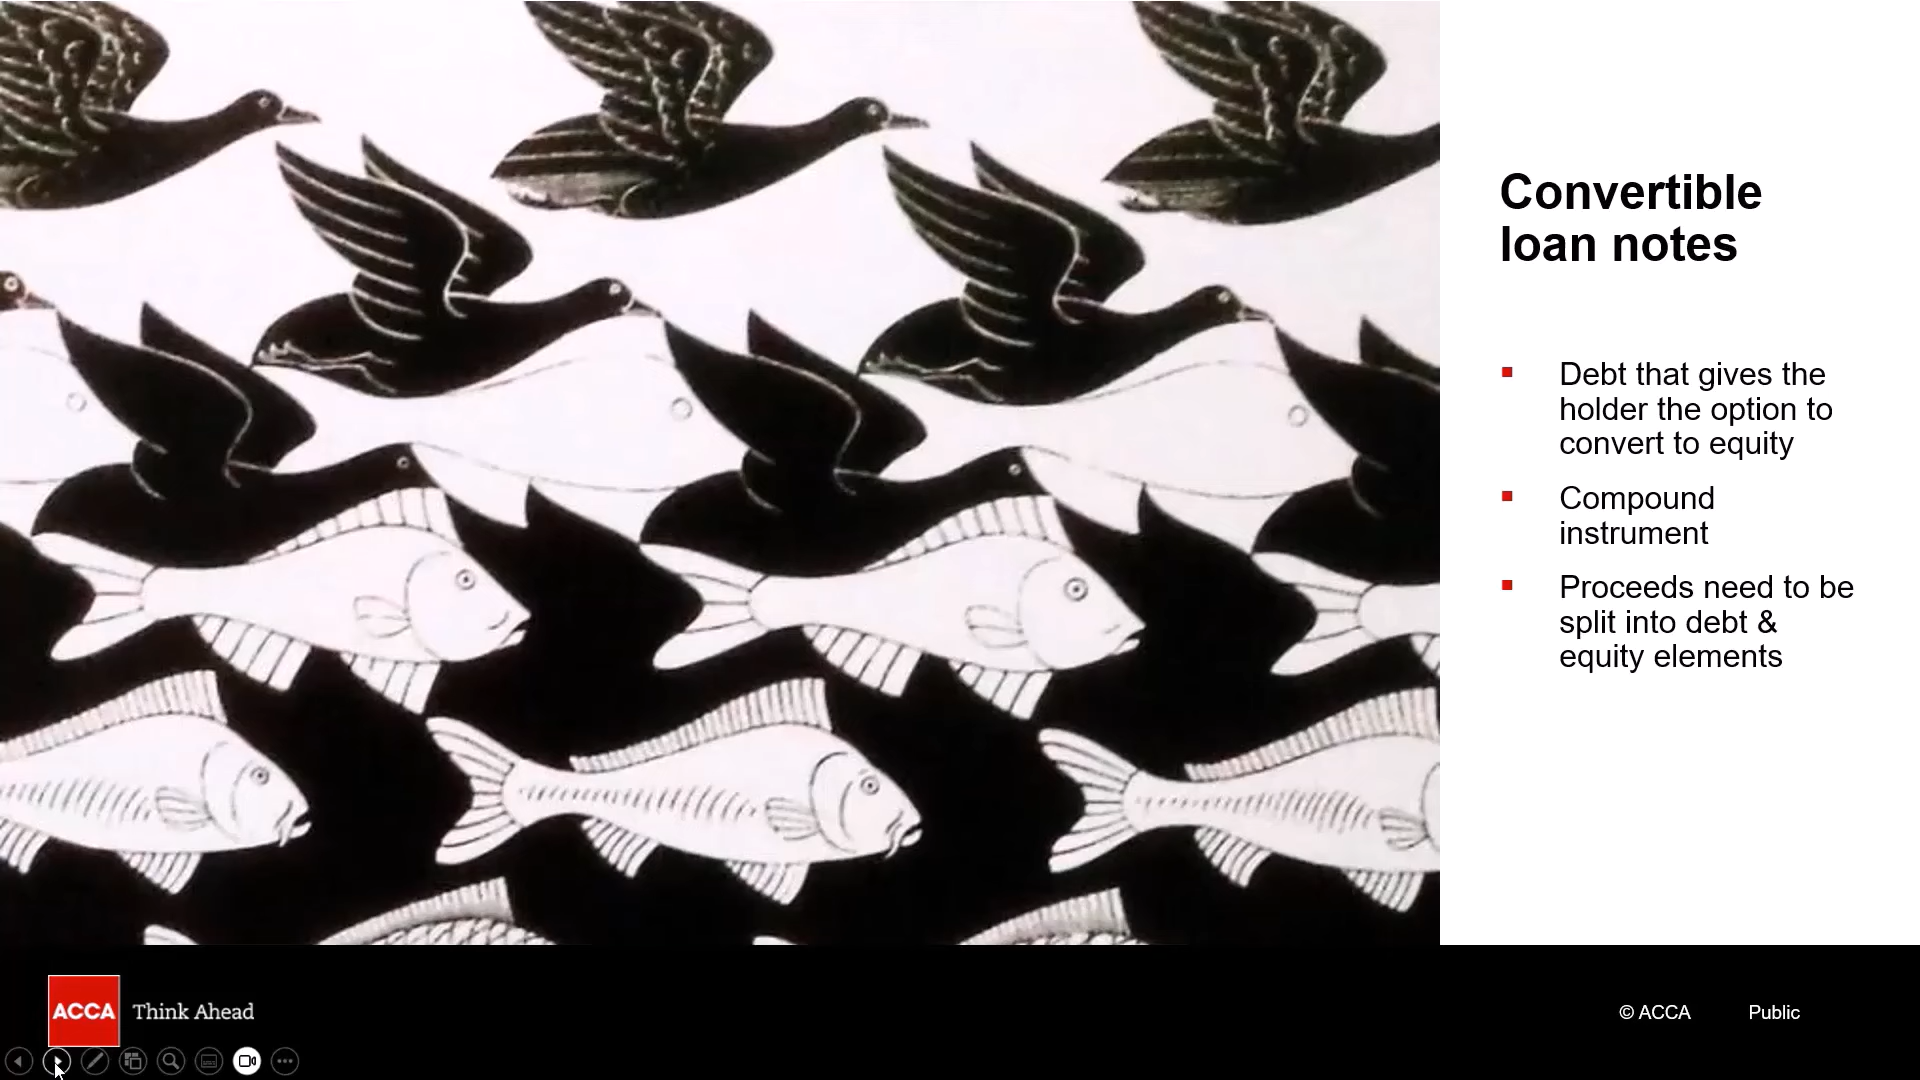 Convertible
loan notes
Debt that gives the
holder the option to
convert to equity
Compound
instrument
Proceeds need to be
split into debt &
equity elements
ACCA Think Ahead
© ACCA Public